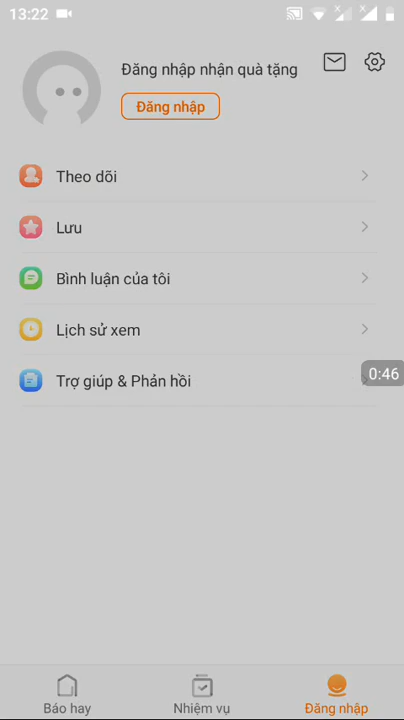 13:22
Đăng nhập nhận quà tặng
Đăng nhập
Theo dõi
Lưu
Bình luận của tôi
Lịch sử xem
Trợ giúp & Phản hồi
0:46
Báo hay
Nhiệm vụ
Đăng nhập